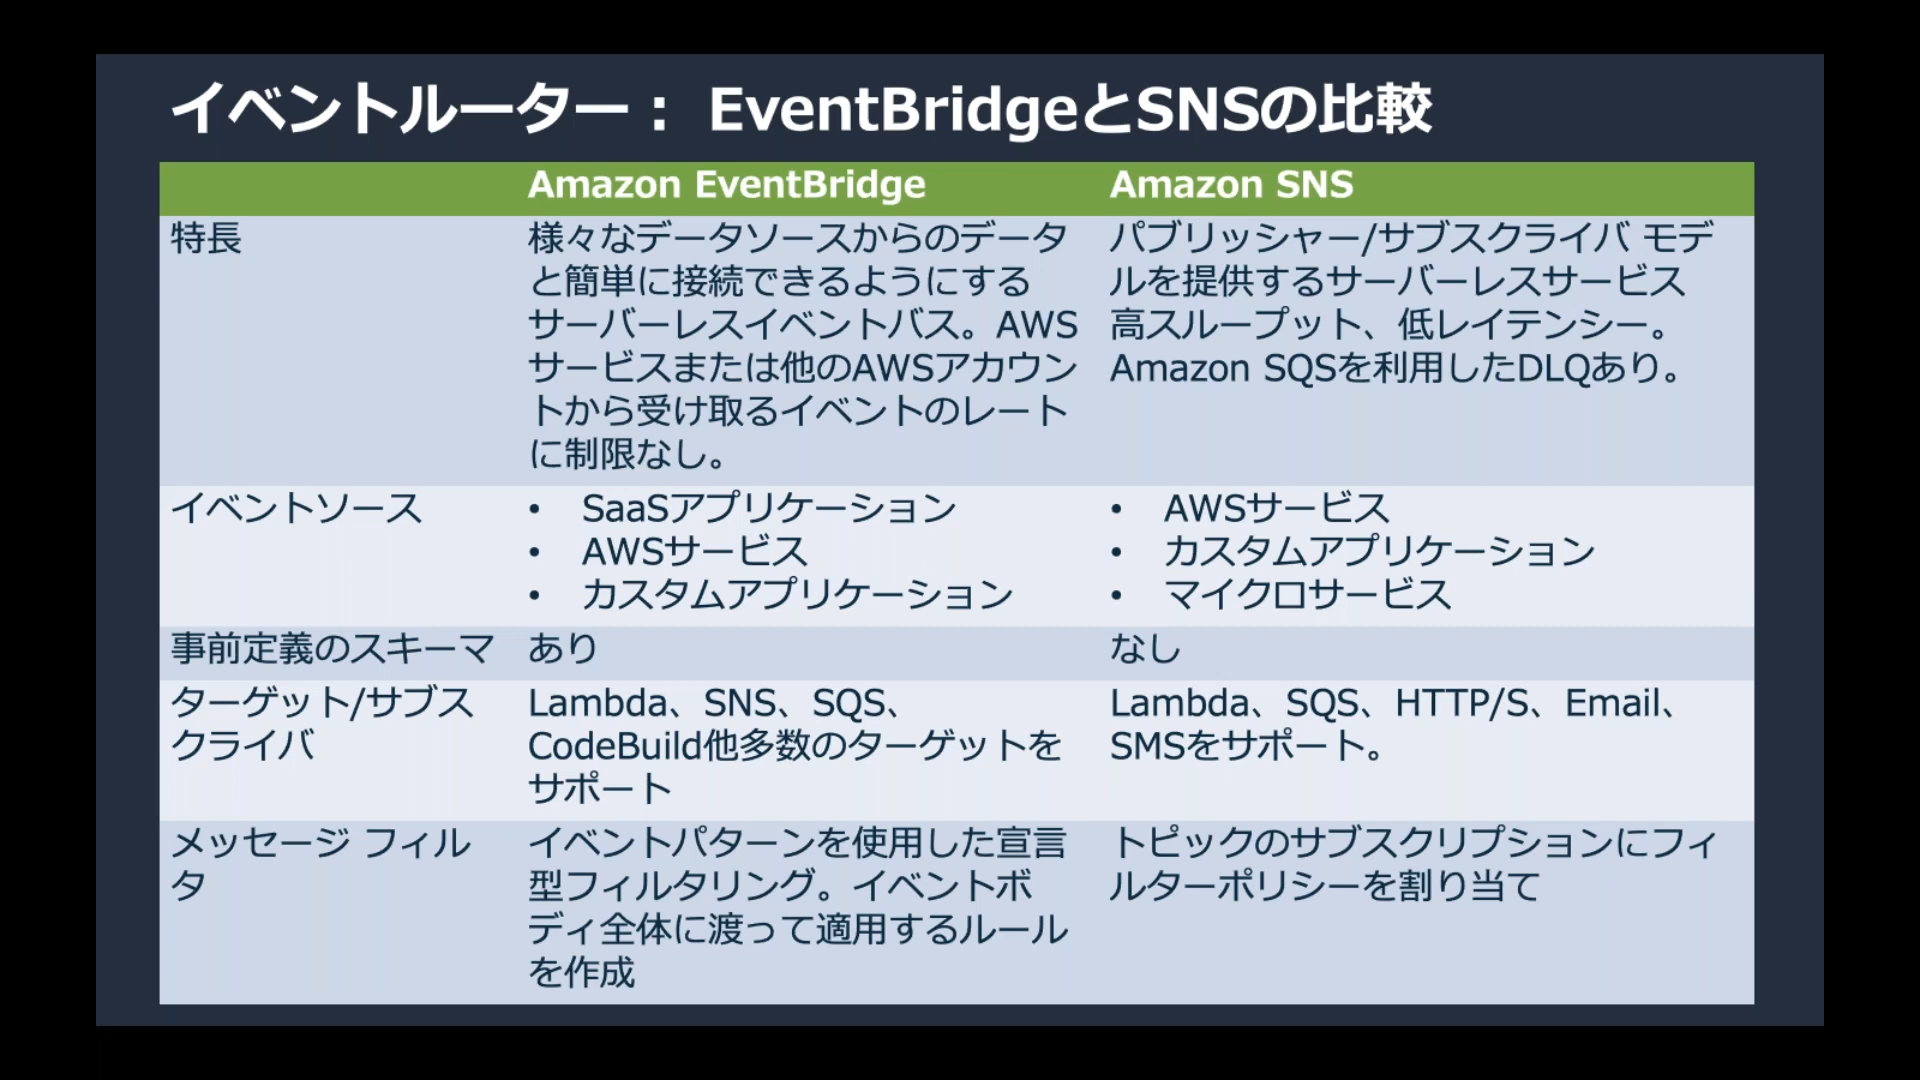 イベントルーター： EventBridgeとSNSの比較
Amazon EventBridge
Amazon SNS
特長
様々なデータソースからのデータ
と簡単に接続できるようにする
サーバーレスイベントバス。AWS
サービスまたは他のAWSアカウン
トから受け取るイベントのレート
に制限なし。
パブリッシャー/サブスクライバ モデ
ルを提供するサーバーレスサービス
高スループット、低レイテンシー。
Amazon SQSを利用したDLQあり。
イベントソース
• SaaSアプリケーション
• AWSサービス
• カスタムアプリケーション
• AWSサービス
• カスタムアプリケーション
• マイクロサービス
事前定義のスキーマ
あり
なし
ターゲット/サブス
クライバ
Lambda、SNS、SQS、
CodeBuild他多数のターゲットを
サポート
Lambda、SQS、HTTP/S、Email、
SMSをサポート。
メッセージ フィル
タ
イベントパターンを使用した宣言
型フィルタリング。イベントボ
ディ全体に渡って適用するルール
を作成
トピックのサブスクリプションにフィ
ルターポリシーを割り当て